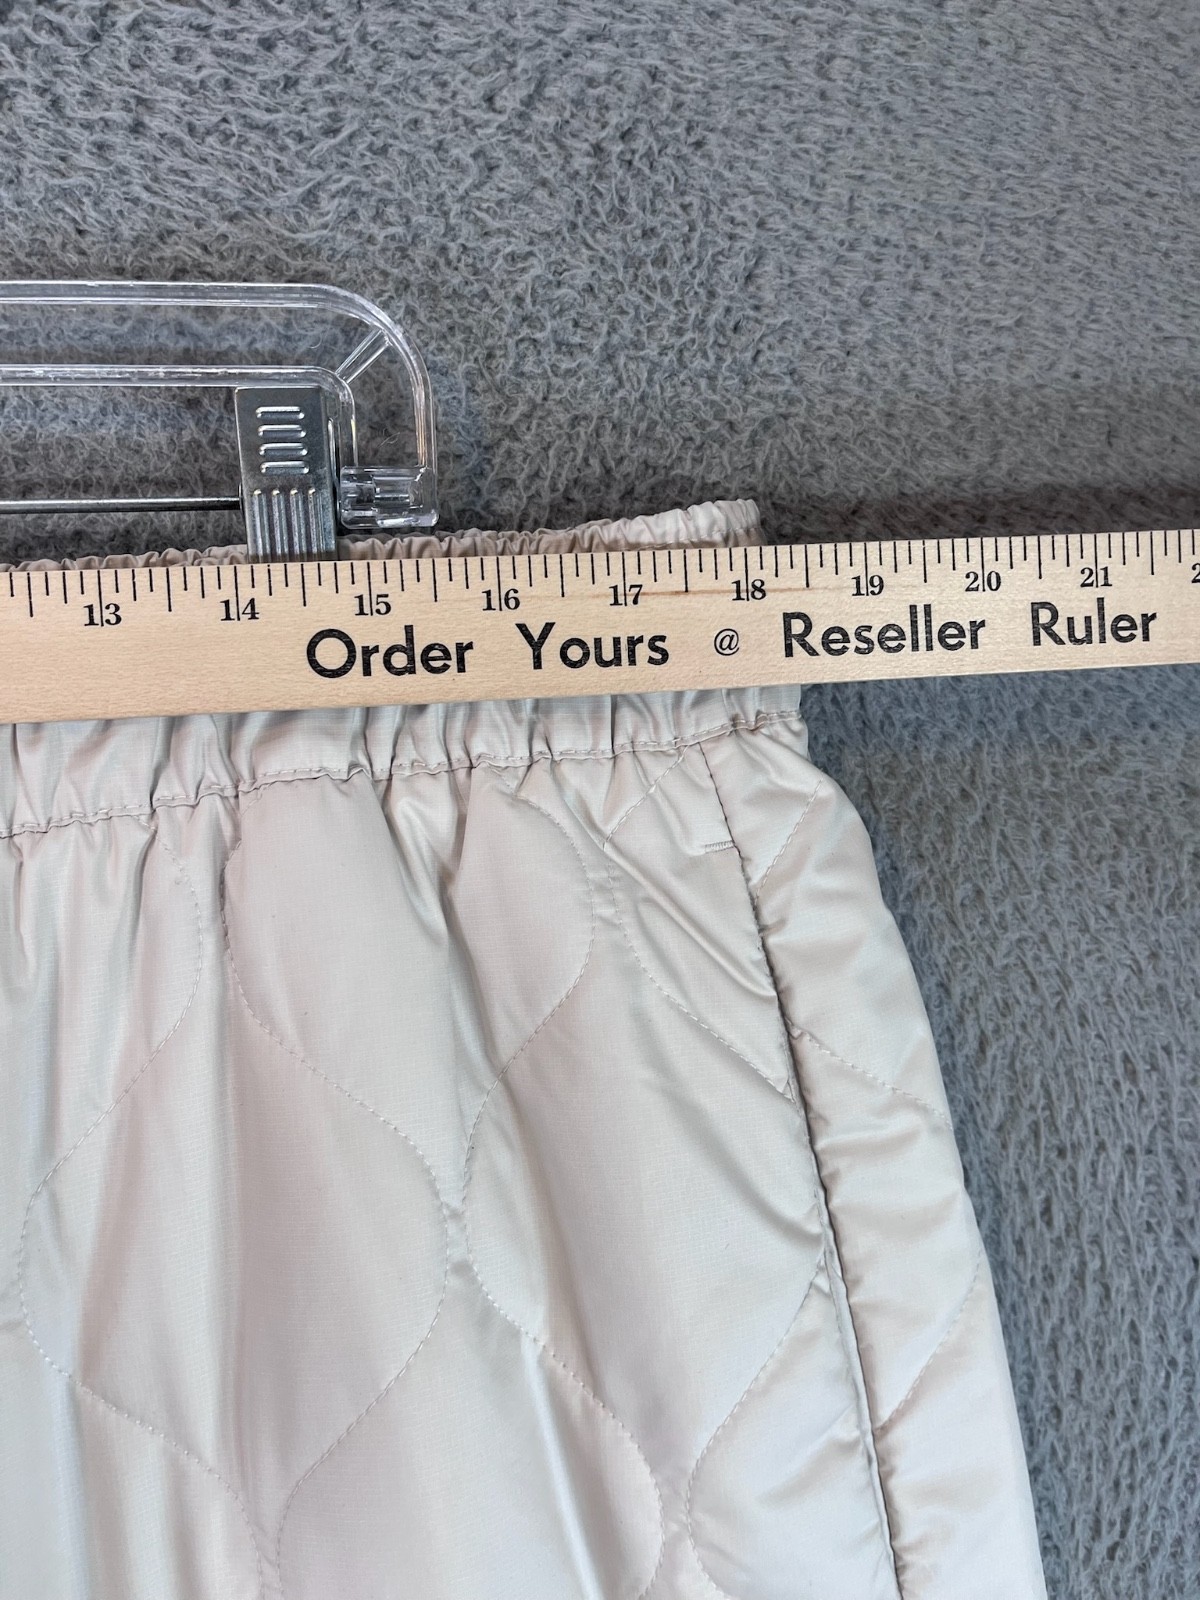 13 14 15 16 17 18 19 20 21
Order Yours @ Reseller Ruler